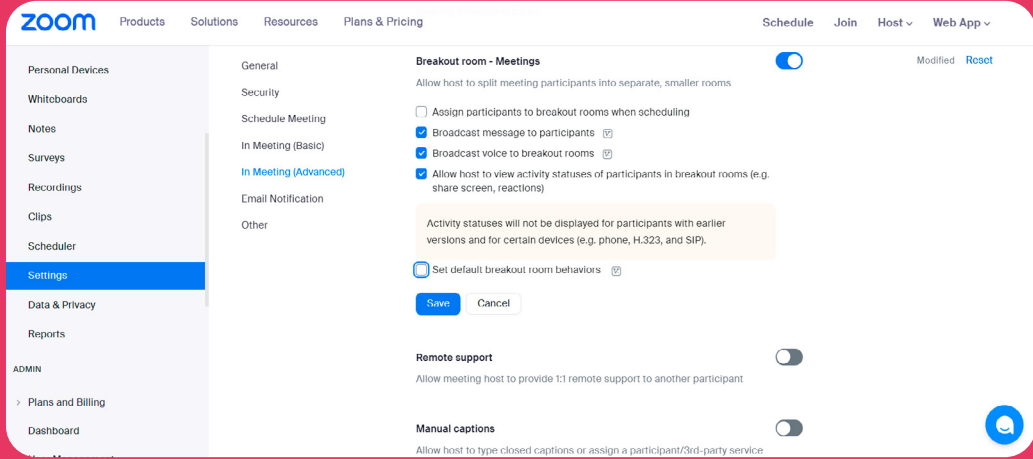 zoom
Products
Solutions
Resources
Plans & Pricing
Schedule
Join
Host
Web App
Personal Devices
Whiteboards
Notes
Surveys
Recordings
Clips
Scheduler
Settings
Data & Privacy
Reports
ADMIN
Plans and Billing
Dashboard
General
Security
Schedule Meeting
In Meeting (Basic)
In Meeting (Advanced)
Email Notification
Other
Breakout room - Meetings
Modified
Reset
Allow host to split meeting participants into separate, smaller rooms
Assign participants to breakout rooms when scheduling
Broadcast message to participants
Broadcast voice to breakout rooms
Allow host to view activity statuses of participants in breakout rooms (e.g.
share screen, reactions)
Activity statuses will not be displayed for participants with earlier
versions and for certain devices (e.g. phone, H.323, and SIP).
Set default breakout room behaviors
Save
Cancel
Remote support
Allow meeting host to provide 1:1 remote support to another participant
Manual captions
Allow host to type closed captions or assign a participant/3rd-party service